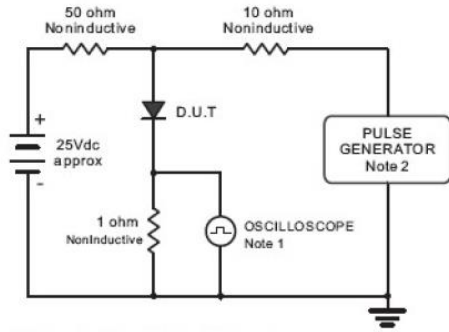 50 ohm
Noninductive
10 ohm
Noninductive
+
25Vdc
approx
-
D.U.T
PULSE
GENERATOR
Note 2
1 ohm
NonInductive
OSCILLOSCOPE
Note 1